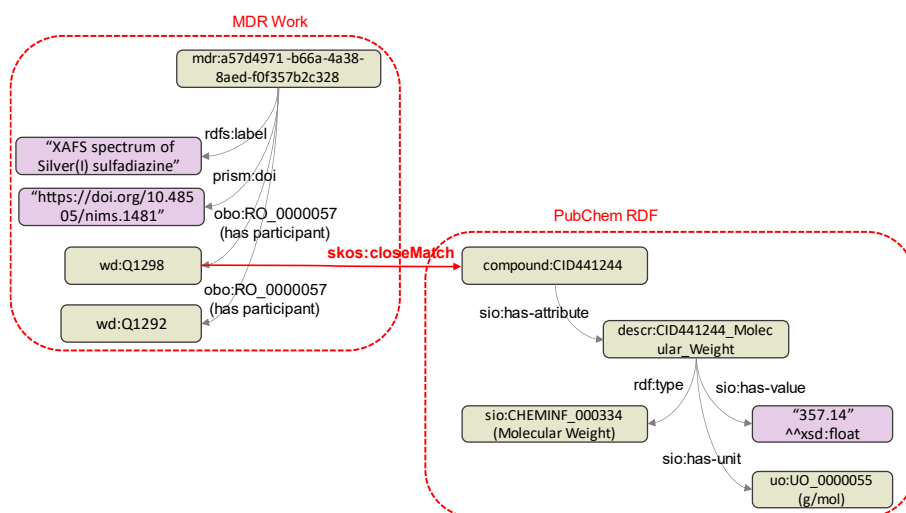 MDR Work
mdr:a57d4971-b66a-4a38-
8aed-f0f357b2c328
rdfs:label
“XAFS spectrum of
Silver(I) sulfadiazine”
prism:doi
“https://doi.org/10.485
05/nims.1481”
obo:RO_0000057
(has participant)
wd:Q1298
obo:RO_0000057
(has participant)
wd:Q1292
skos:closeMatch
PubChem RDF
compound:CID441244
sio:has-attribute
descr:CID441244_Molec
ular_Weight
rdf:type
sio:has-value
sio:CHEMINF_000334
(Molecular Weight)
“357.14”
^^xsd:float
sio:has-unit
uo:UO_0000055
(g/mol)